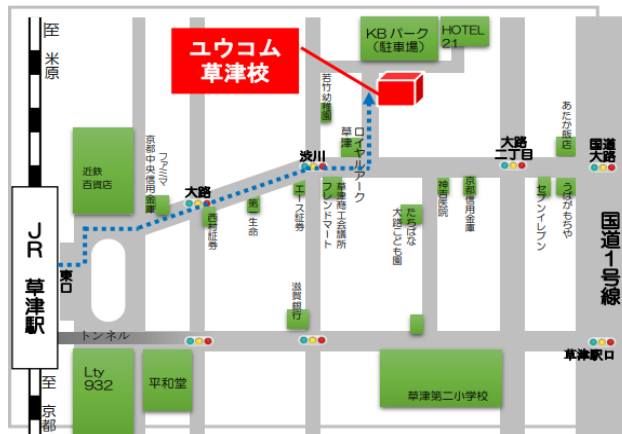 至
米原
KBパーク
(駐車場)
HOTEL
21
ユウコム
草津校
若竹幼稚園
ロイヤルアーク
草津
あたか飯店
近鉄
百貨店
ファミマ
京都中央信用金庫
大路
渋川
大路
二丁目
国道
大路
西村証券
第一生命
エース証券
フレンドマート
草津商工会議所
たちばな
大路こども園
神吉産院
京都信用金庫
セブンイレブン
うばがもちや
JR 草津駅
東口
国道1号線
滋賀銀行
トンネル
草津駅口
Lty
932
平和堂
草津第二小学校
至
京都